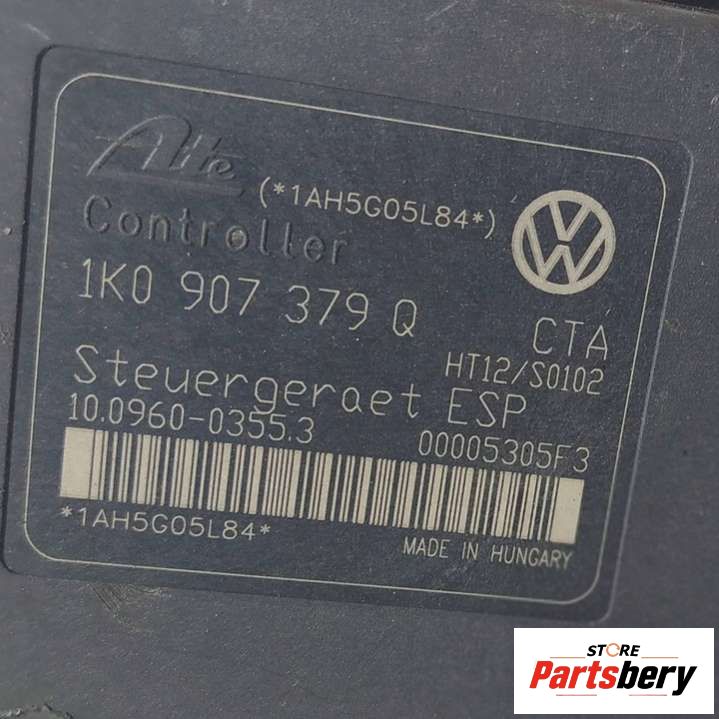 Ate (*1AH5G05L84*)
Controller
1K0 907 379 Q
CTA
HT12/S0102
Steuergeraet ESP
10.0960-0355.3
00005305F3
*1AH5G05L84*
MADE IN HUNGARY
STORE
Partsbery